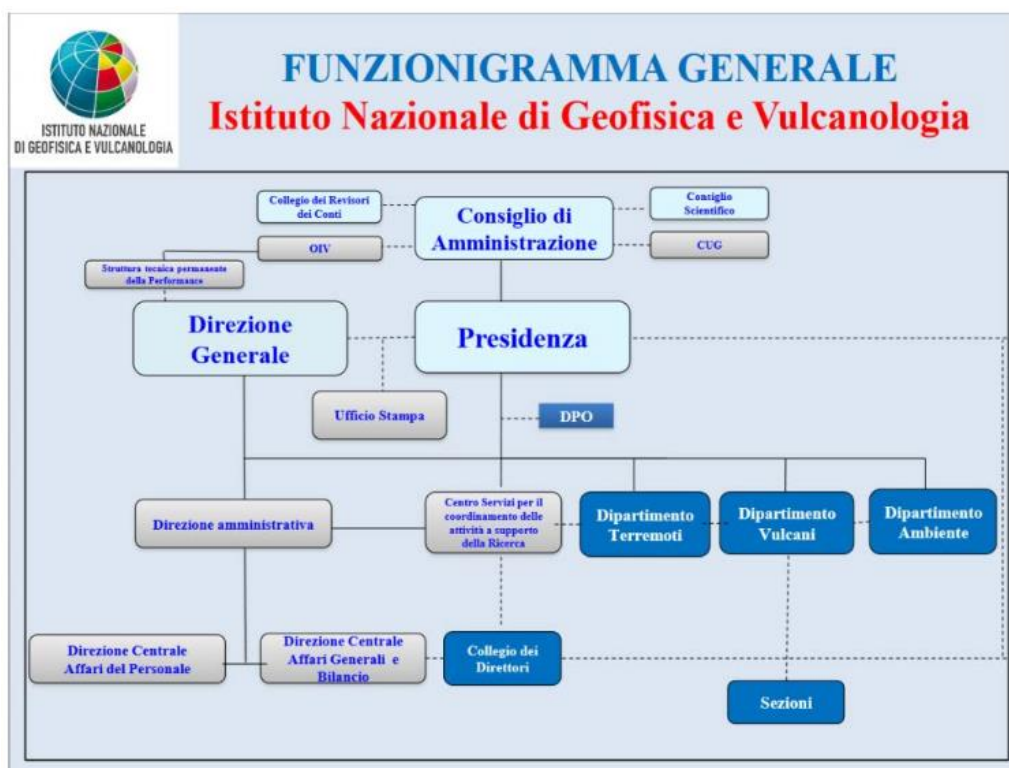 ISTITUTO NAZIONALE
DI GEOFISICA E VULCANOLOGIA
FUNZIONIGRAMMA GENERALE
Istituto Nazionale di Geofisica e Vulcanologia
Collegio dei Revisori
dei Conti
Consiglio di
Amministrazione
Consiglio
Scientifico
OIV
CUG
Struttura tecnica permanente
della Performance
Direzione
Generale
Presidenza
Ufficio Stampa
DPO
Direzione amministrativa
Centro Servizi per il
coordinamento delle
attività a supporto
della Ricerca
Dipartimento
Terremoti
Dipartimento
Vulcani
Dipartimento
Ambiente
Direzione Centrale
Affari del Personale
Direzione Centrale
Affari Generali e
Bilancio
Collegio dei
Direttori
Sezioni